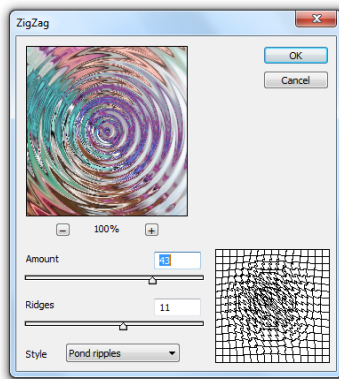 ZigZag
OK
Cancel
100%
Amount
43
Ridges
11
Style
Pond ripples